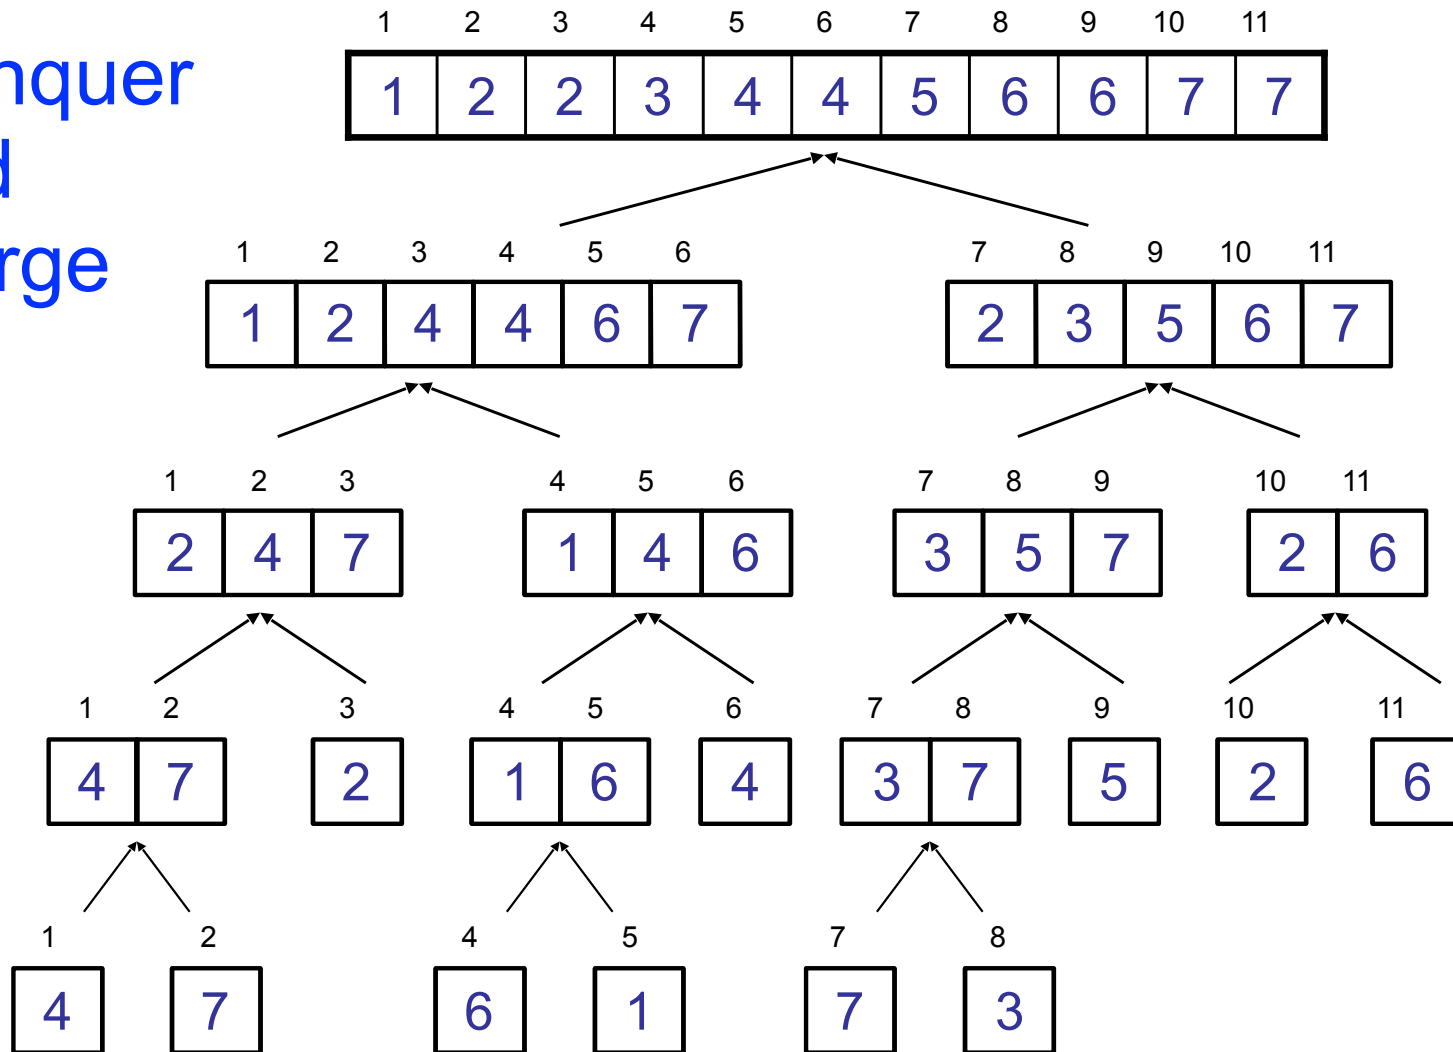 1 2 3 4 5 6 7 8 9 10 11
nquer
1 2 2 3 4 4 5 6 6 7 7
d
rge
1 2 3 4 5 6 7 8 9 10 11
1 2 4 4 6 7 2 3 5 6 7
1 2 3 4 5 6 7 8 9 10 11
2 4 7 1 4 6 3 5 7 2 6
1 2 3 4 5 6 7 8 9 10 11
4 7 2 1 6 4 3 7 5 2 6
1 2 4 5 7 8
4 7 6 1 7 3